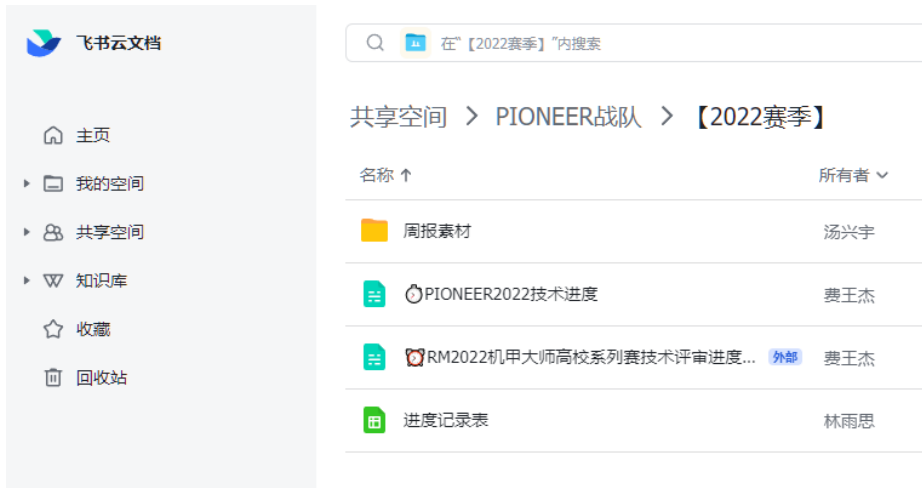 飞书云文档
在“【2022赛季】”内搜索
共享空间 > PIONEER战队 > 【2022赛季】
主页
我的空间
共享空间
知识库
收藏
回收站
名称 ↑ 所有者
周报素材 汤兴宇
⏱PIONEER2022技术进度 费王杰
⏰RM2022机甲大师高校系列赛技术评审进度... 外部 费王杰
进度记录表 林雨思